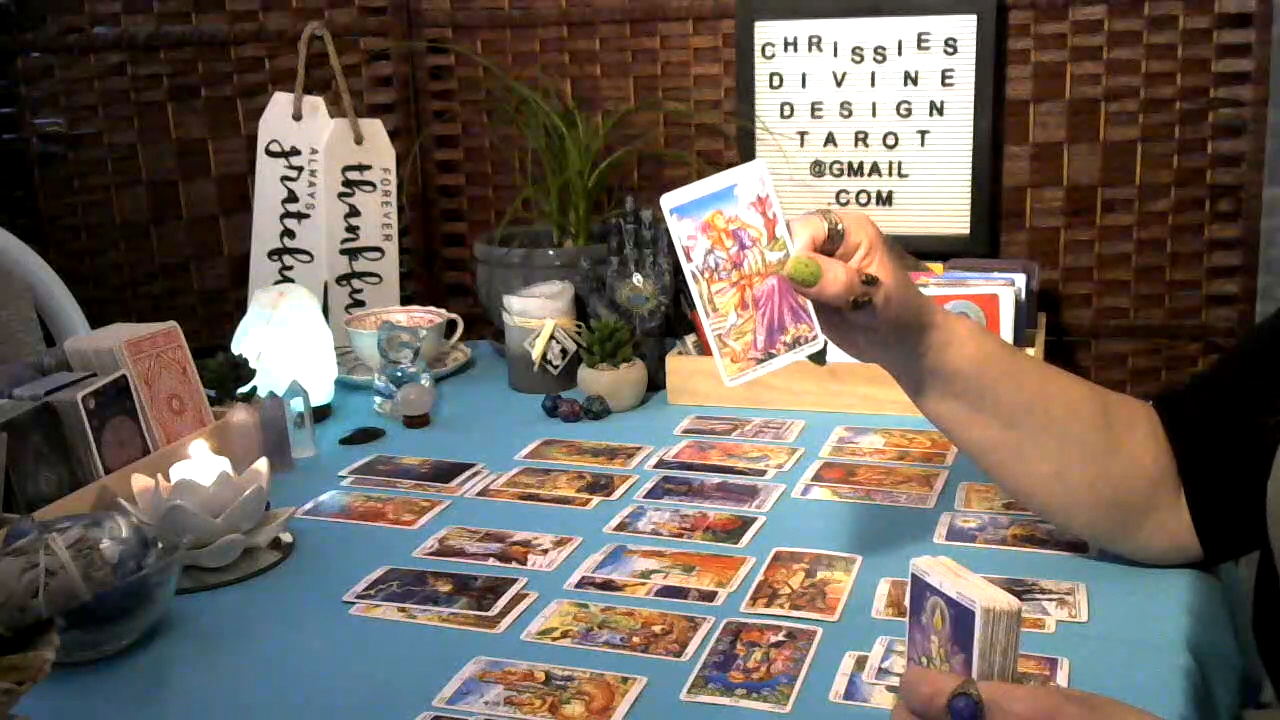 ALWAYS
grateful
FOREVER
thankful
CHRISSIES
DIVINE
DESIGN
TAROT
@GMAIL
.COM